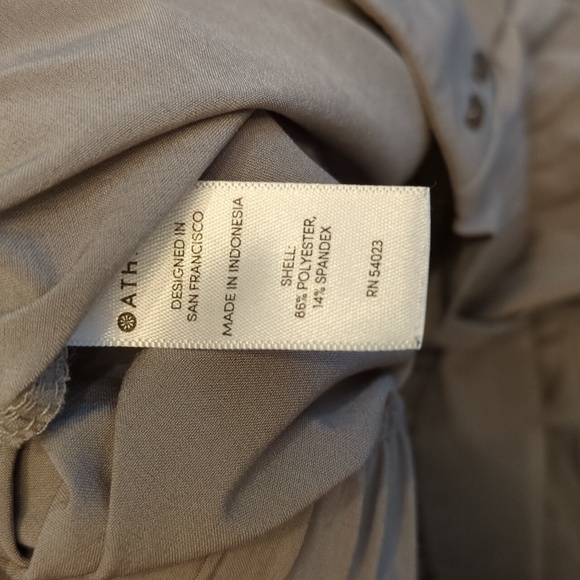 ATH
DESIGNED IN
SAN FRANCISCO
MADE IN INDONESIA
SHELL:
86% POLYESTER,
14% SPANDEX
RN 54023